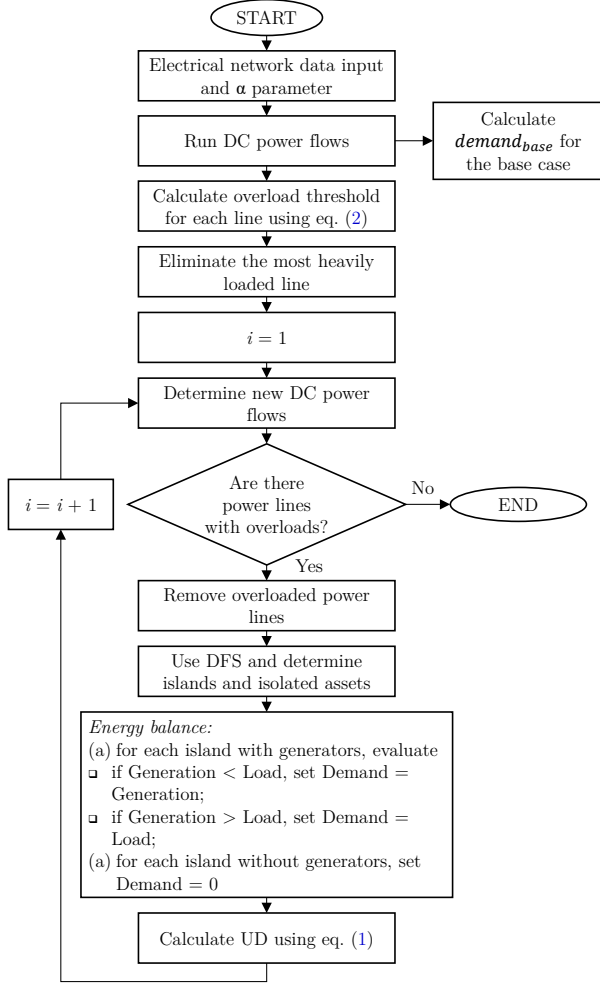 START
Electrical network data input
and α parameter
Run DC power flows
Calculate
demand_base for
the base case
Calculate overload threshold
for each line using eq. (2)
Eliminate the most heavily
loaded line
i = 1
Determine new DC power
flows
Are there
power lines
with overloads?
No
END
i = i + 1
Yes
Remove overloaded power
lines
Use DFS and determine
islands and isolated assets
Energy balance:
(a) for each island with generators, evaluate
❑ if Generation < Load, set Demand =
Generation;
❑ if Generation > Load, set Demand =
Load;
(a) for each island without generators, set
Demand = 0
Calculate UD using eq. (1)